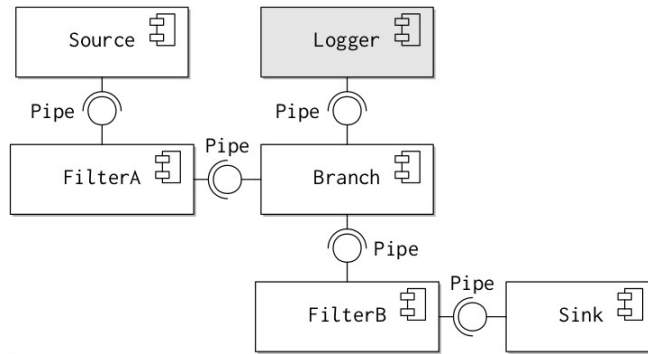 Source
Logger
Pipe
Pipe
FilterA
Pipe
Branch
Pipe
FilterB
Pipe
Sink